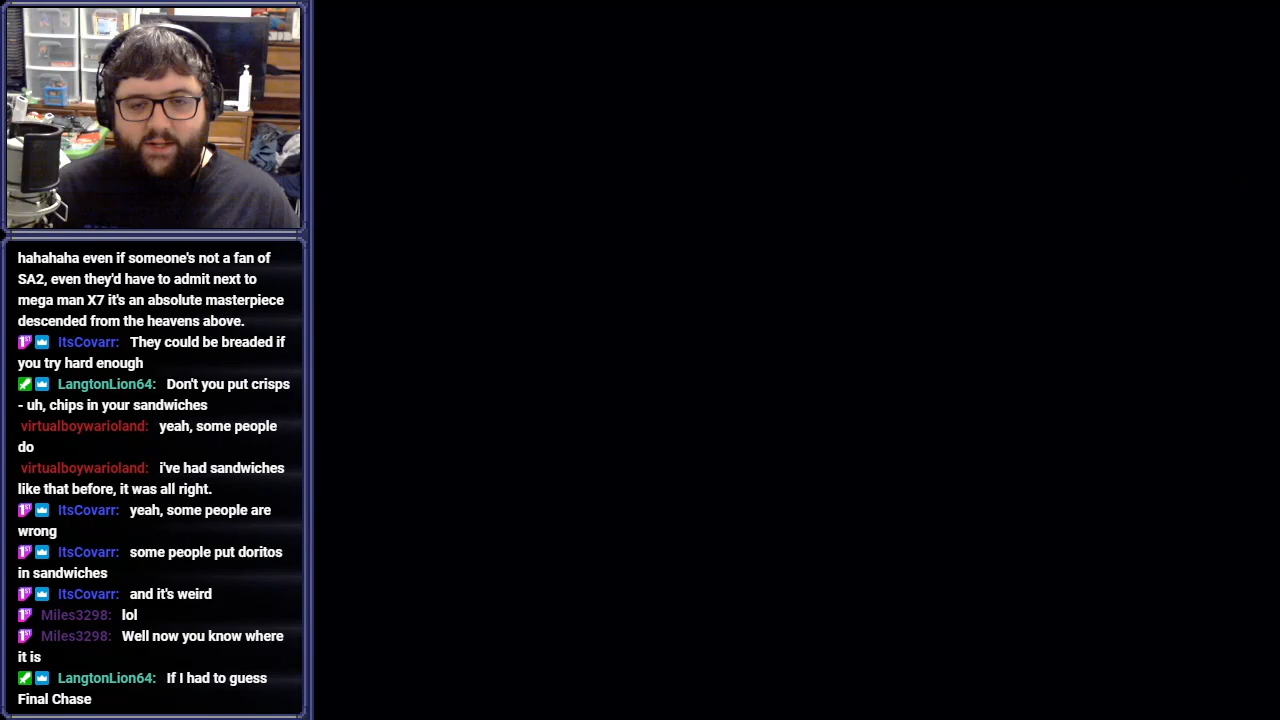 hahahaha even if someone's not a fan of
SA2, even they'd have to admit next to
mega man X7 it's an absolute masterpiece
descended from the heavens above.
ItsCovarr: They could be breaded if
you try hard enough
LangtonLion64: Don't you put crisps
- uh, chips in your sandwiches
virtualboywarioland: yeah, some people
do
virtualboywarioland: i've had sandwiches
like that before, it was all right.
ItsCovarr: yeah, some people are
wrong
ItsCovarr: some people put doritos
in sandwiches
ItsCovarr: and it's weird
Miles3298: lol
Miles3298: Well now you know where
it is
LangtonLion64: If I had to guess
Final Chase